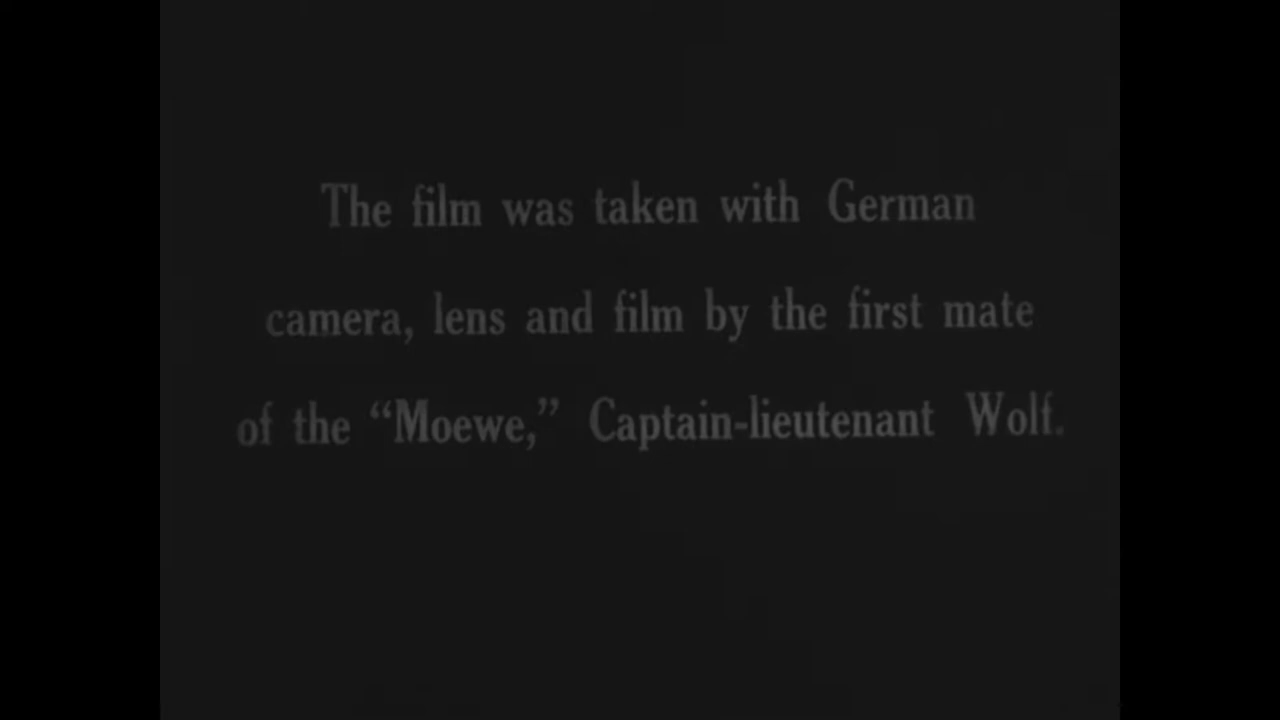 The film was taken with German
camera, lens and film by the first mate
of the “Moewe,” Captain-lieutenant Wolf.